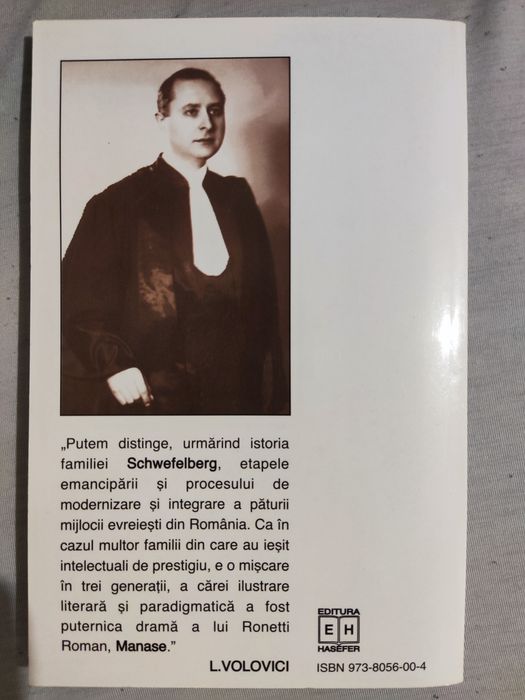 „Putem distinge, urmărind istoria
familiei Schwefelberg, etapele
emancipării și procesului de
modernizare și integrare a păturii
mijlocii evreiești din România. Ca în
cazul multor familii din care au ieșit
intelectuali de prestigiu, e o mișcare
în trei generații, a cărei ilustrare
literară și paradigmatică a fost
puternica dramă a lui Ronetti
Roman, Manase.”
L.VOLOVICI
EDITURA
E H
HASEFER
ISBN 973-8056-00-4